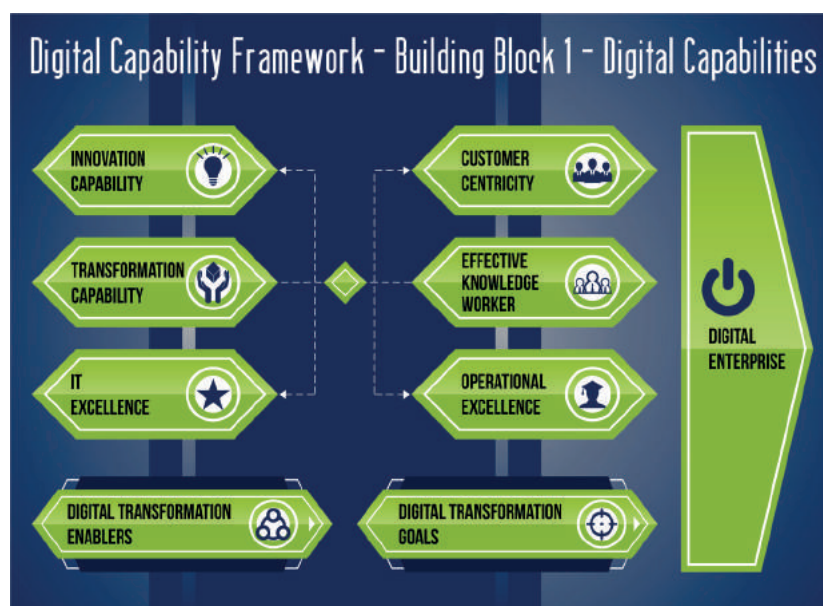 Digital Capability Framework - Building Block 1 - Digital Capabilities
INNOVATION
CAPABILITY
CUSTOMER
CENTRICITY
TRANSFORMATION
CAPABILITY
EFFECTIVE
KNOWLEDGE
WORKER
IT
EXCELLENCE
OPERATIONAL
EXCELLENCE
DIGITAL TRANSFORMATION
ENABLERS
DIGITAL TRANSFORMATION
GOALS
DIGITAL
ENTERPRISE